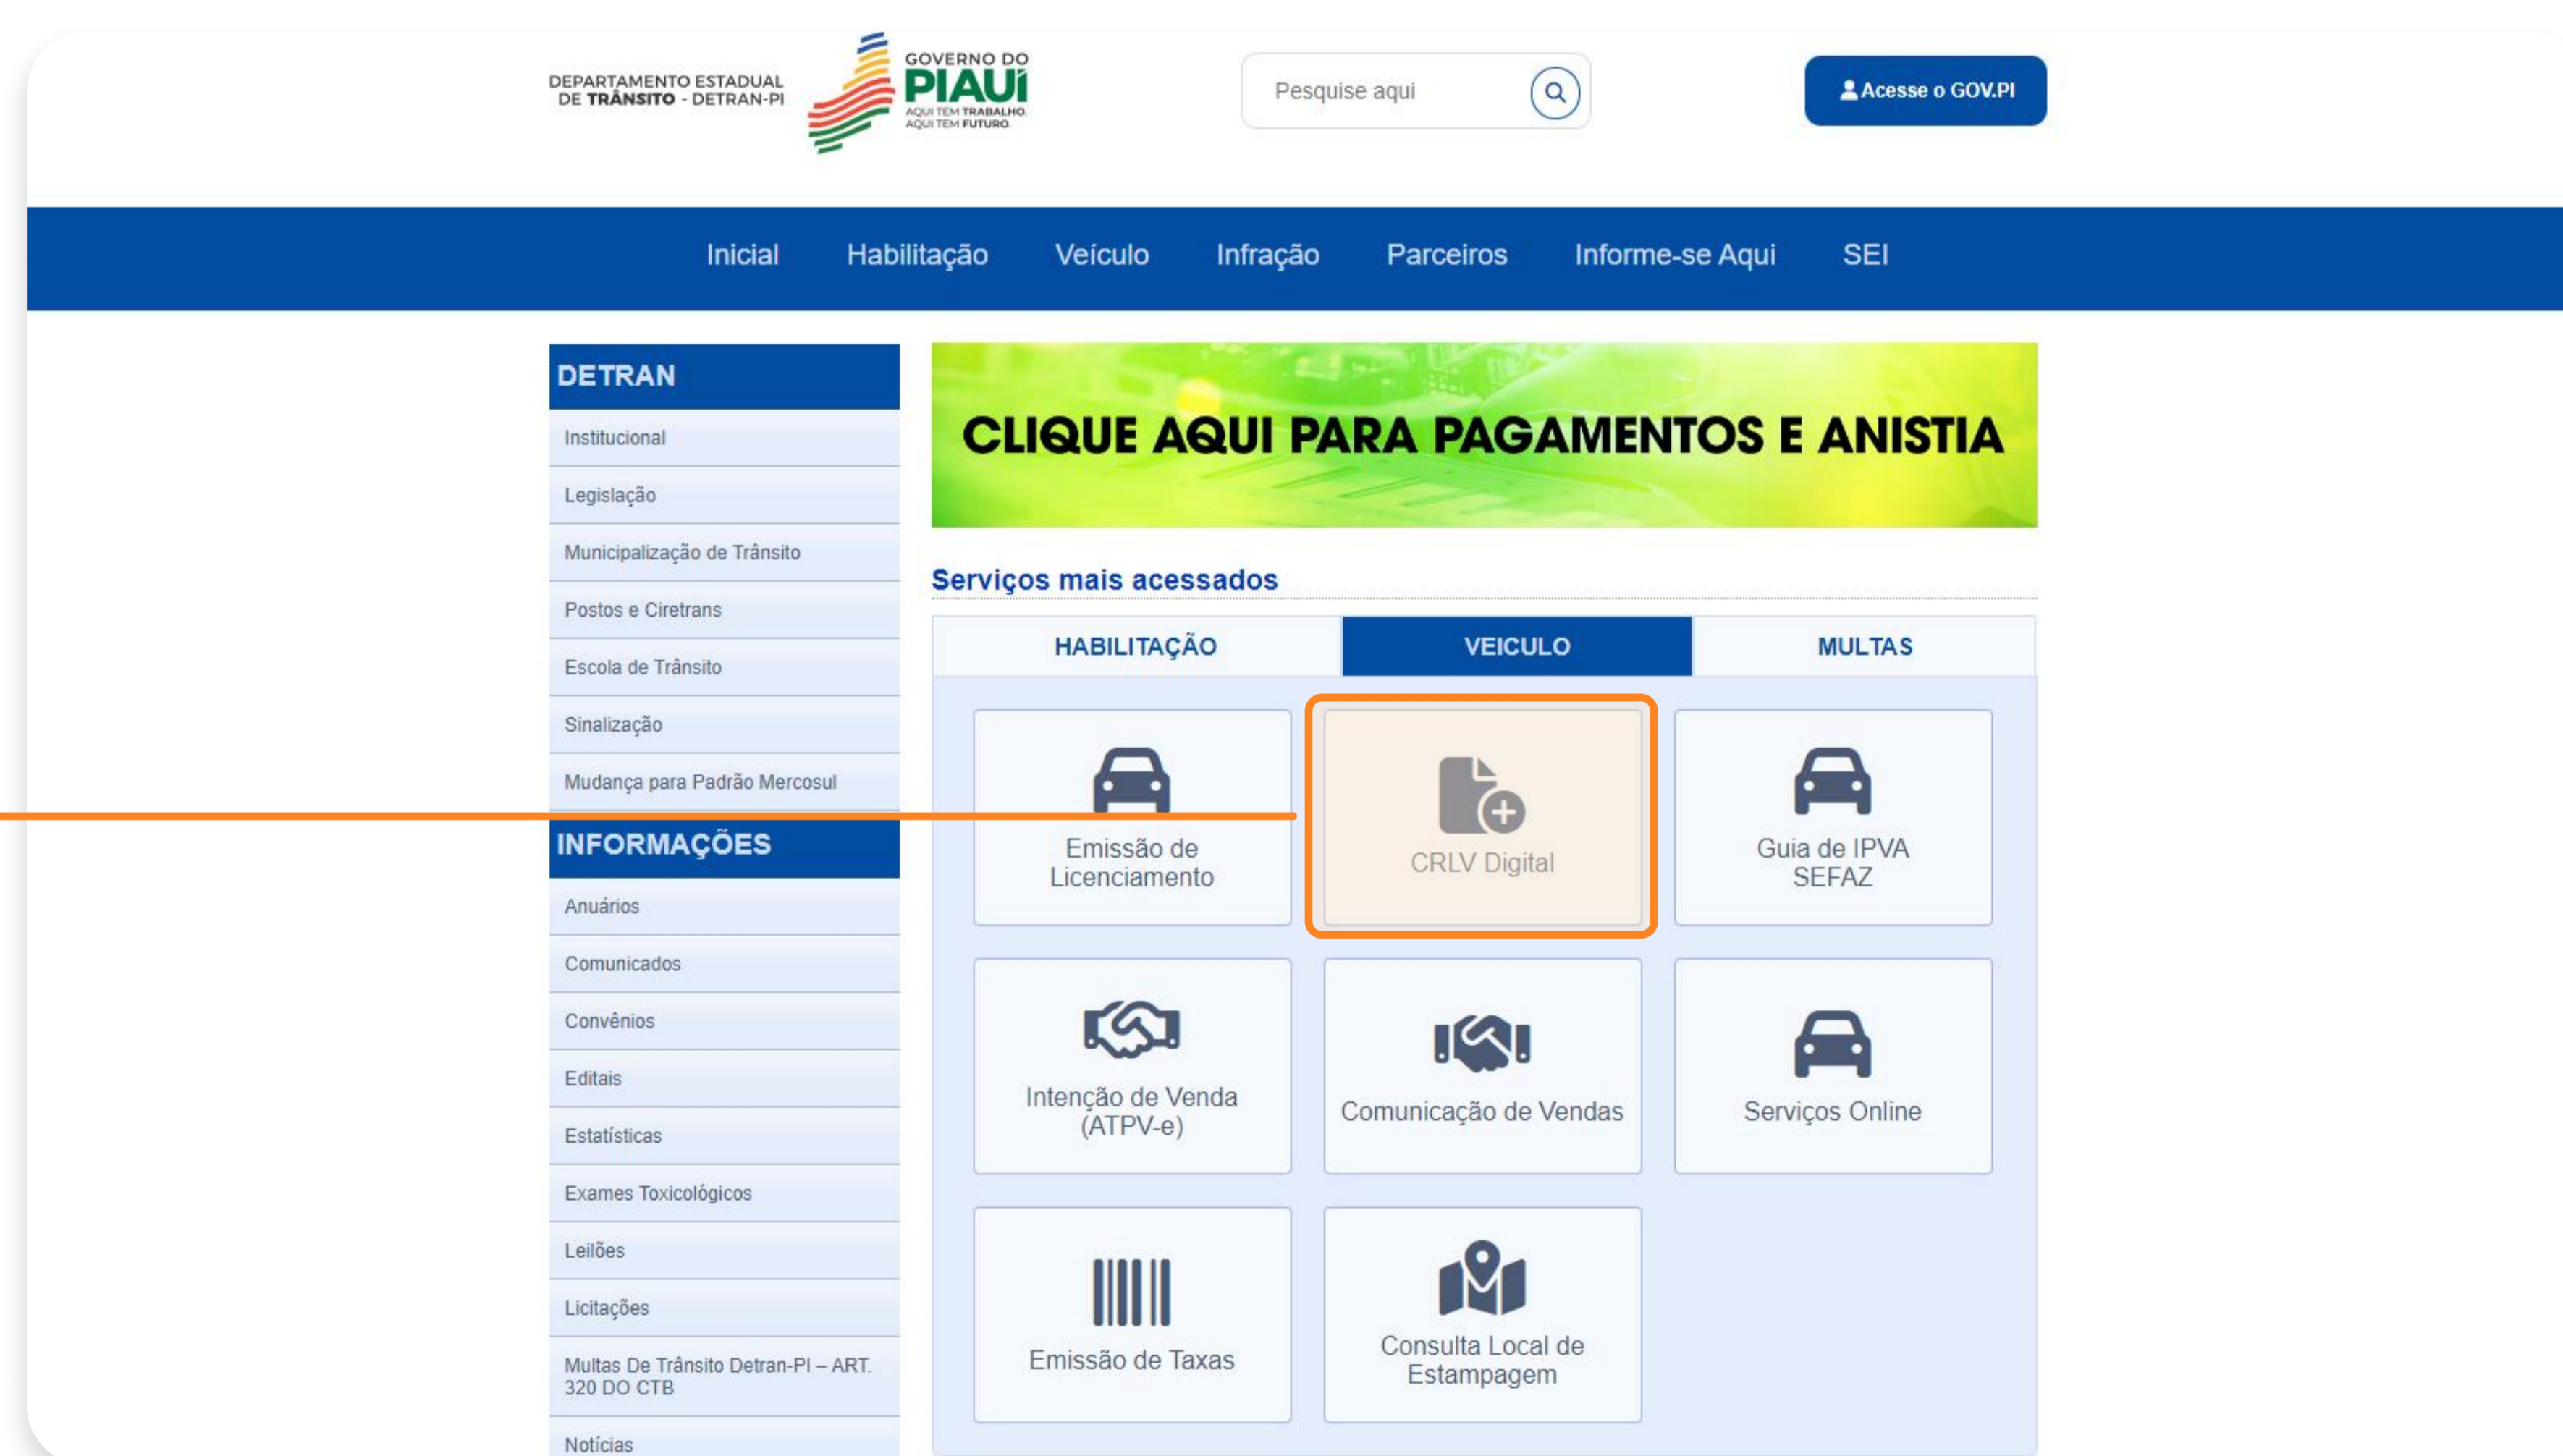 DEPARTAMENTO ESTADUAL
DE TRÂNSITO - DETRAN-PI
GOVERNO DO
PIAUÍ
AQUI TEM TRABALHO.
AQUI TEM FUTURO.
Pesquise aqui
Acesse o GOV.PI
Inicial Habilitação Veículo Infração Parceiros Informe-se Aqui SEI
DETRAN
Institucional
Legislação
Municipalização de Trânsito
Postos e Ciretrans
Escola de Trânsito
Sinalização
Mudança para Padrão Mercosul
INFORMAÇÕES
Anuários
Comunicados
Convênios
Editais
Estatísticas
Exames Toxicológicos
Leilões
Licitações
Multas De Trânsito Detran-PI – ART.
320 DO CTB
Notícias
CLIQUE AQUI PARA PAGAMENTOS E ANISTIA
Serviços mais acessados
HABILITAÇÃO VEICULO MULTAS
Emissão de
Licenciamento
CRLV Digital
Guia de IPVA
SEFAZ
Intenção de Venda
(ATPV-e)
Comunicação de Vendas
Serviços Online
Emissão de Taxas
Consulta Local de
Estampagem